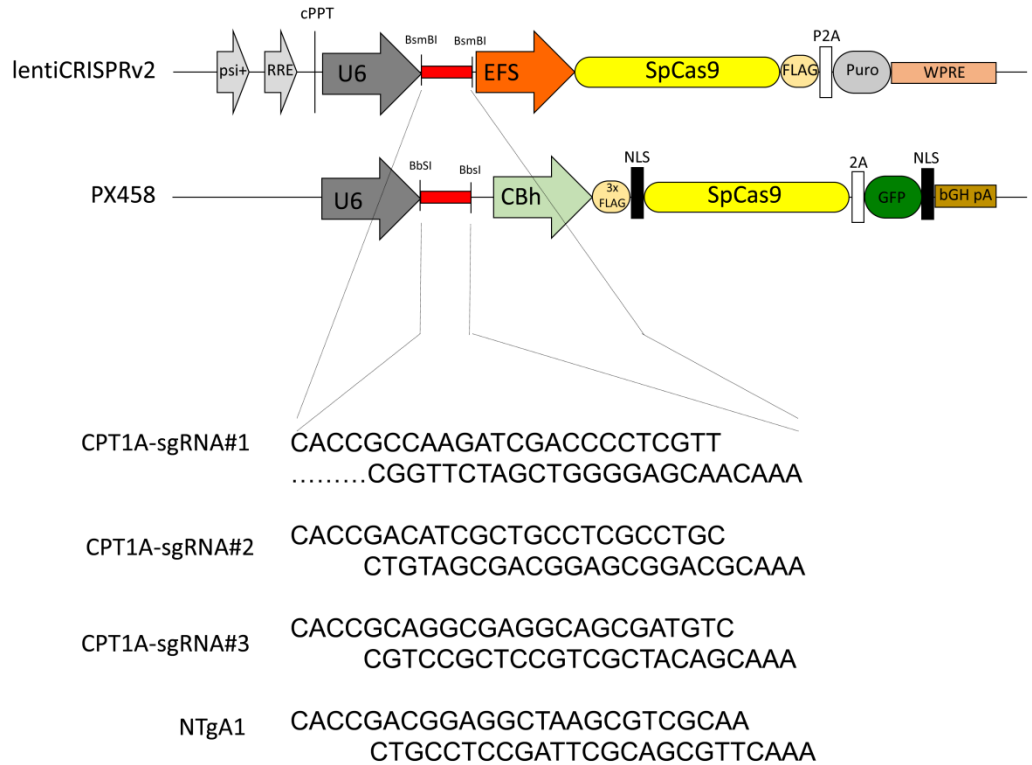 cPPT
BsmBI BsmBI P2A
lentiCRISPRv2 psi+ RRE U6 EFS SpCas9 FLAG Puro WPRE
BbSI BbsI NLS 2A NLS
PX458 U6 CBh 3x FLAG SpCas9 GFP bGH pA
CPT1A-sgRNA#1 CACCGCCAAGATCGACCCCTCGTT
.........CGGTTCTAGCTGGGGAGCAACAAA
CPT1A-sgRNA#2 CACCGACATCGCTGCCTCGCCTGC
CTGTAGCGACGGAGCGGACGCAAA
CPT1A-sgRNA#3 CACCGCAGGCGAGGCAGCGATGTC
CGTCCGCTCCGTCGCTACAGCAAA
NTgA1 CACCGACGGAGGCTAAGCGTCGCAA
CTGCCTCCGATTCGCAGCGTTCAAA